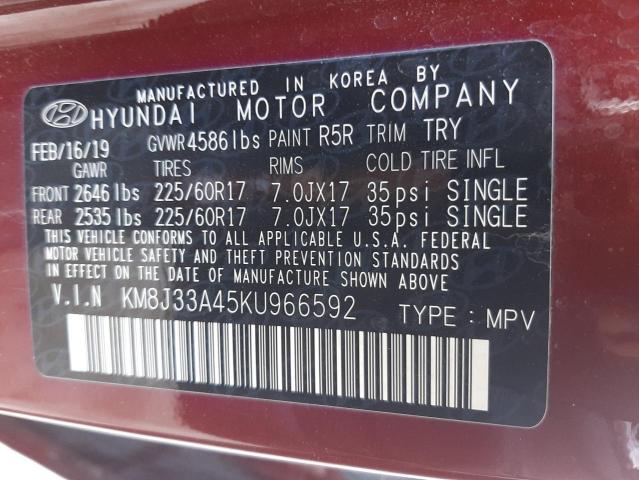 MANUFACTURED IN KOREA BY
HYUNDAI MOTOR COMPANY
FEB/16/19 GVWR 4586lbs PAINT R5R TRIM TRY
GAWR TIRES RIMS COLD TIRE INFL
FRONT 2646 lbs 225/60R17 7.0JX17 35psi SINGLE
REAR 2535 lbs 225/60R17 7.0JX17 35psi SINGLE
THIS VEHICLE CONFORMS TO ALL APPLICABLE U.S.A. FEDERAL
MOTOR VEHICLE SAFETY AND THEFT PREVENTION STANDARDS
IN EFFECT ON THE DATE OF MANUFACTURE SHOWN ABOVE
V.I.N KM8J33A45KU966592 TYPE : MPV